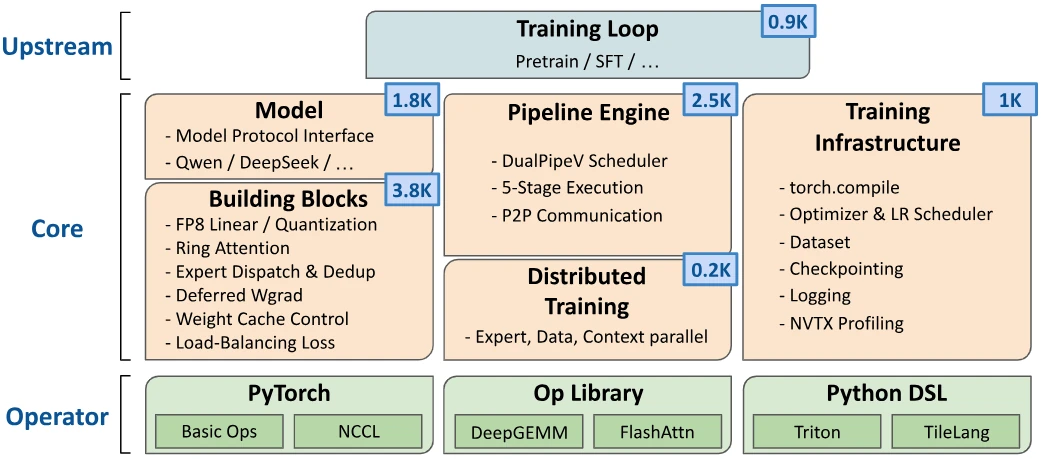 Upstream
Training Loop
0.9K
Pretrain / SFT / …
Core
Model
1.8K
- Model Protocol Interface
- Qwen / DeepSeek / …
Building Blocks
3.8K
- FP8 Linear / Quantization
- Ring Attention
- Expert Dispatch & Dedup
- Deferred Wgrad
- Weight Cache Control
- Load-Balancing Loss
Pipeline Engine
2.5K
- DualPipeV Scheduler
- 5-Stage Execution
- P2P Communication
Distributed
Training
0.2K
- Expert, Data, Context parallel
Training
Infrastructure
1K
- torch.compile
- Optimizer & LR Scheduler
- Dataset
- Checkpointing
- Logging
- NVTX Profiling
Operator
PyTorch
Basic Ops
NCCL
Op Library
DeepGEMM
FlashAttn
Python DSL
Triton
TileLang